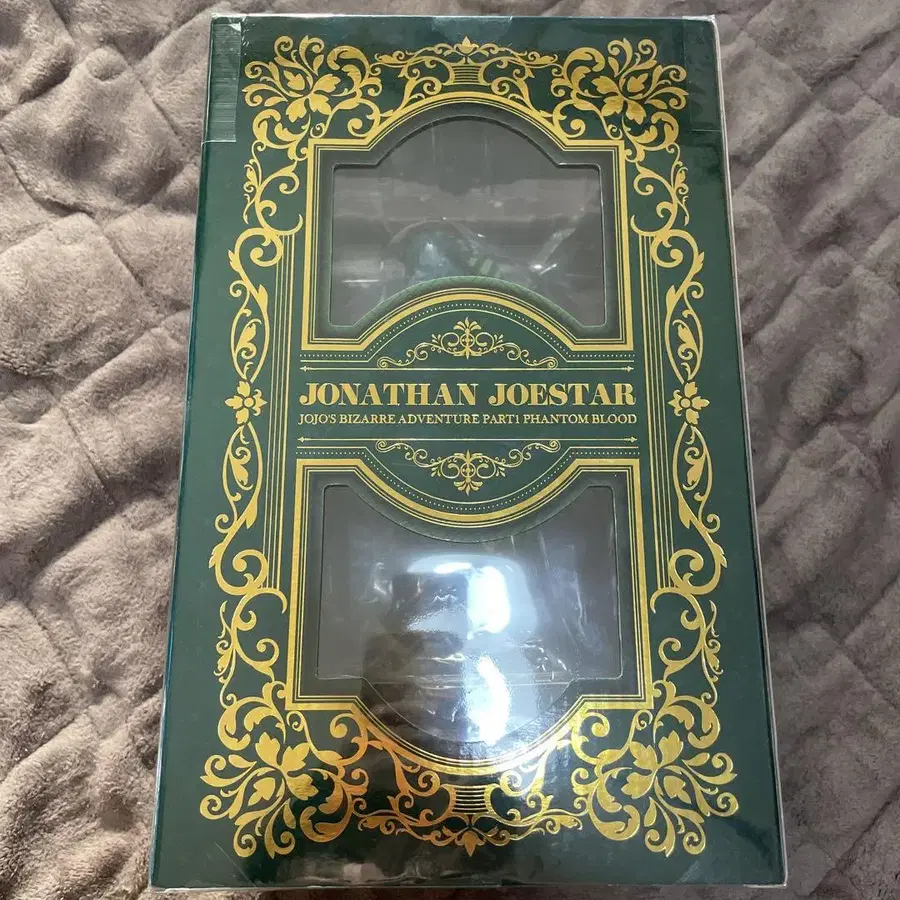 JONATHAN JOESTAR
JOJO'S BIZARRE ADVENTURE PART1 PHANTOM BLOOD